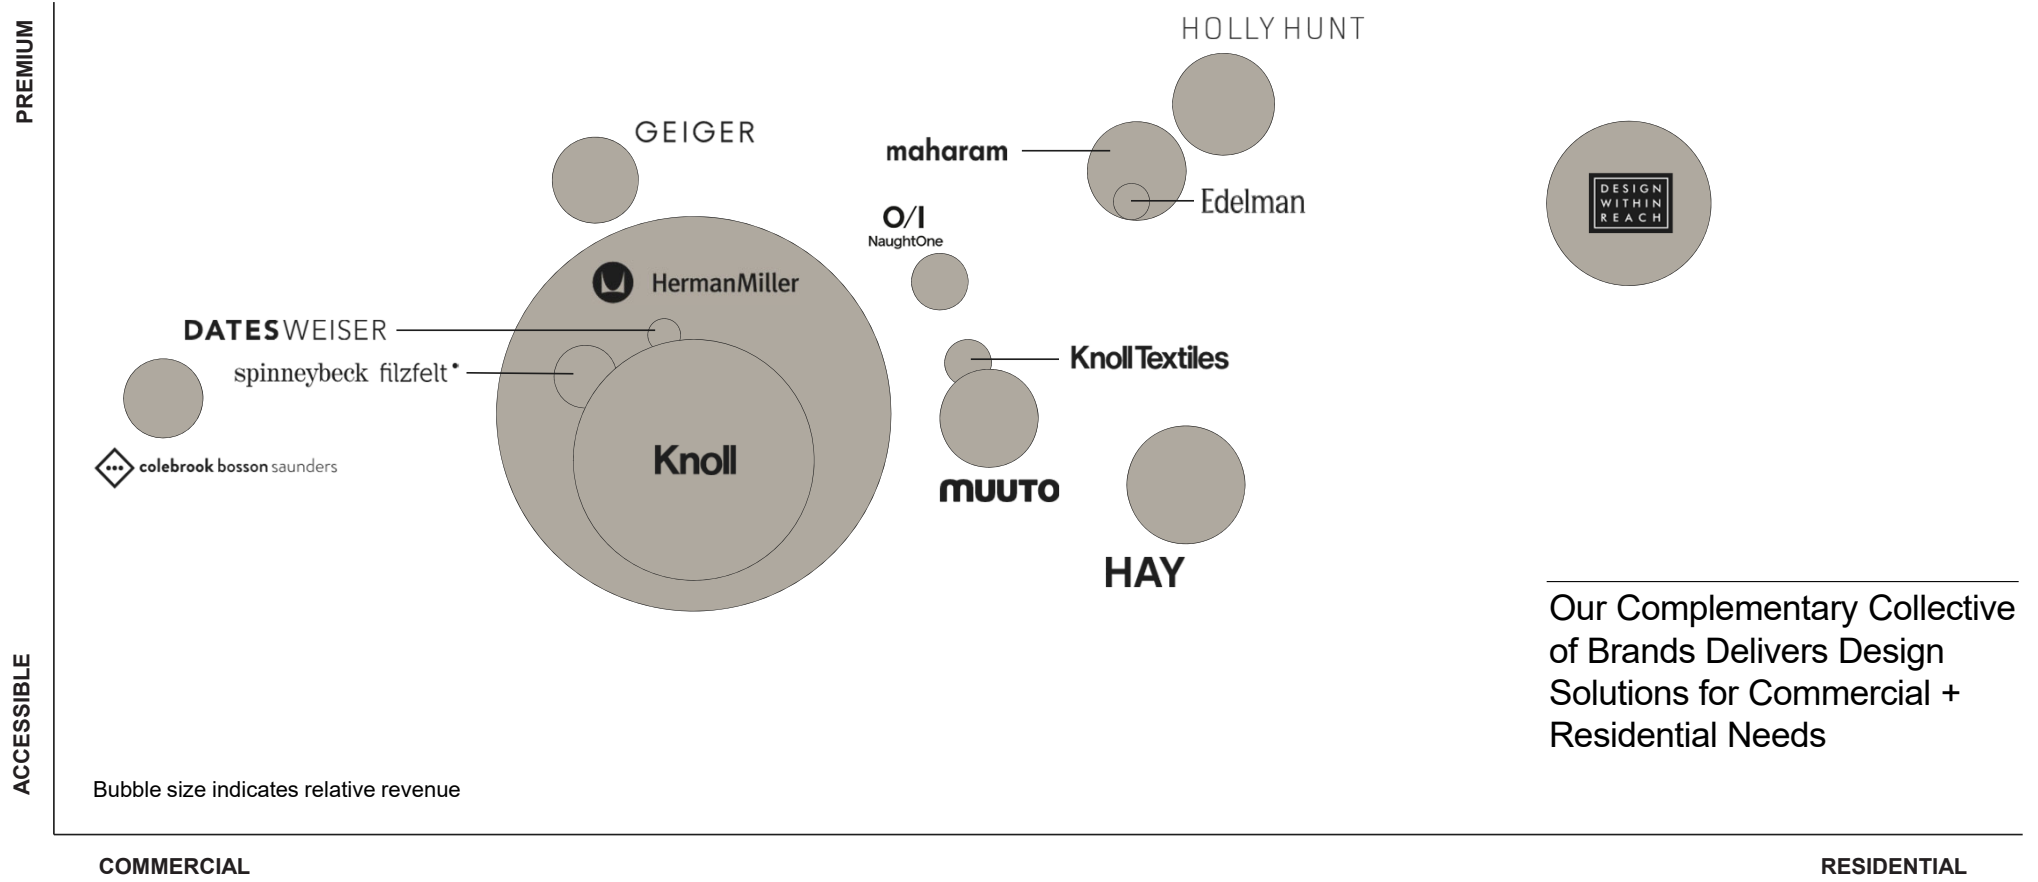 PREMIUM
HOLLY HUNT
GEIGER
maharam
Edelman
DESIGN
WITHIN
REACH
O/I
NaughtOne
HermanMiller
DATESWEISER
spinneybeck filzfelt
KnollTextiles
Knoll
colebrook bosson saunders
muuto
HAY
Our Complementary Collective
of Brands Delivers Design
Solutions for Commercial +
Residential Needs
ACCESSIBLE
Bubble size indicates relative revenue
COMMERCIAL
RESIDENTIAL